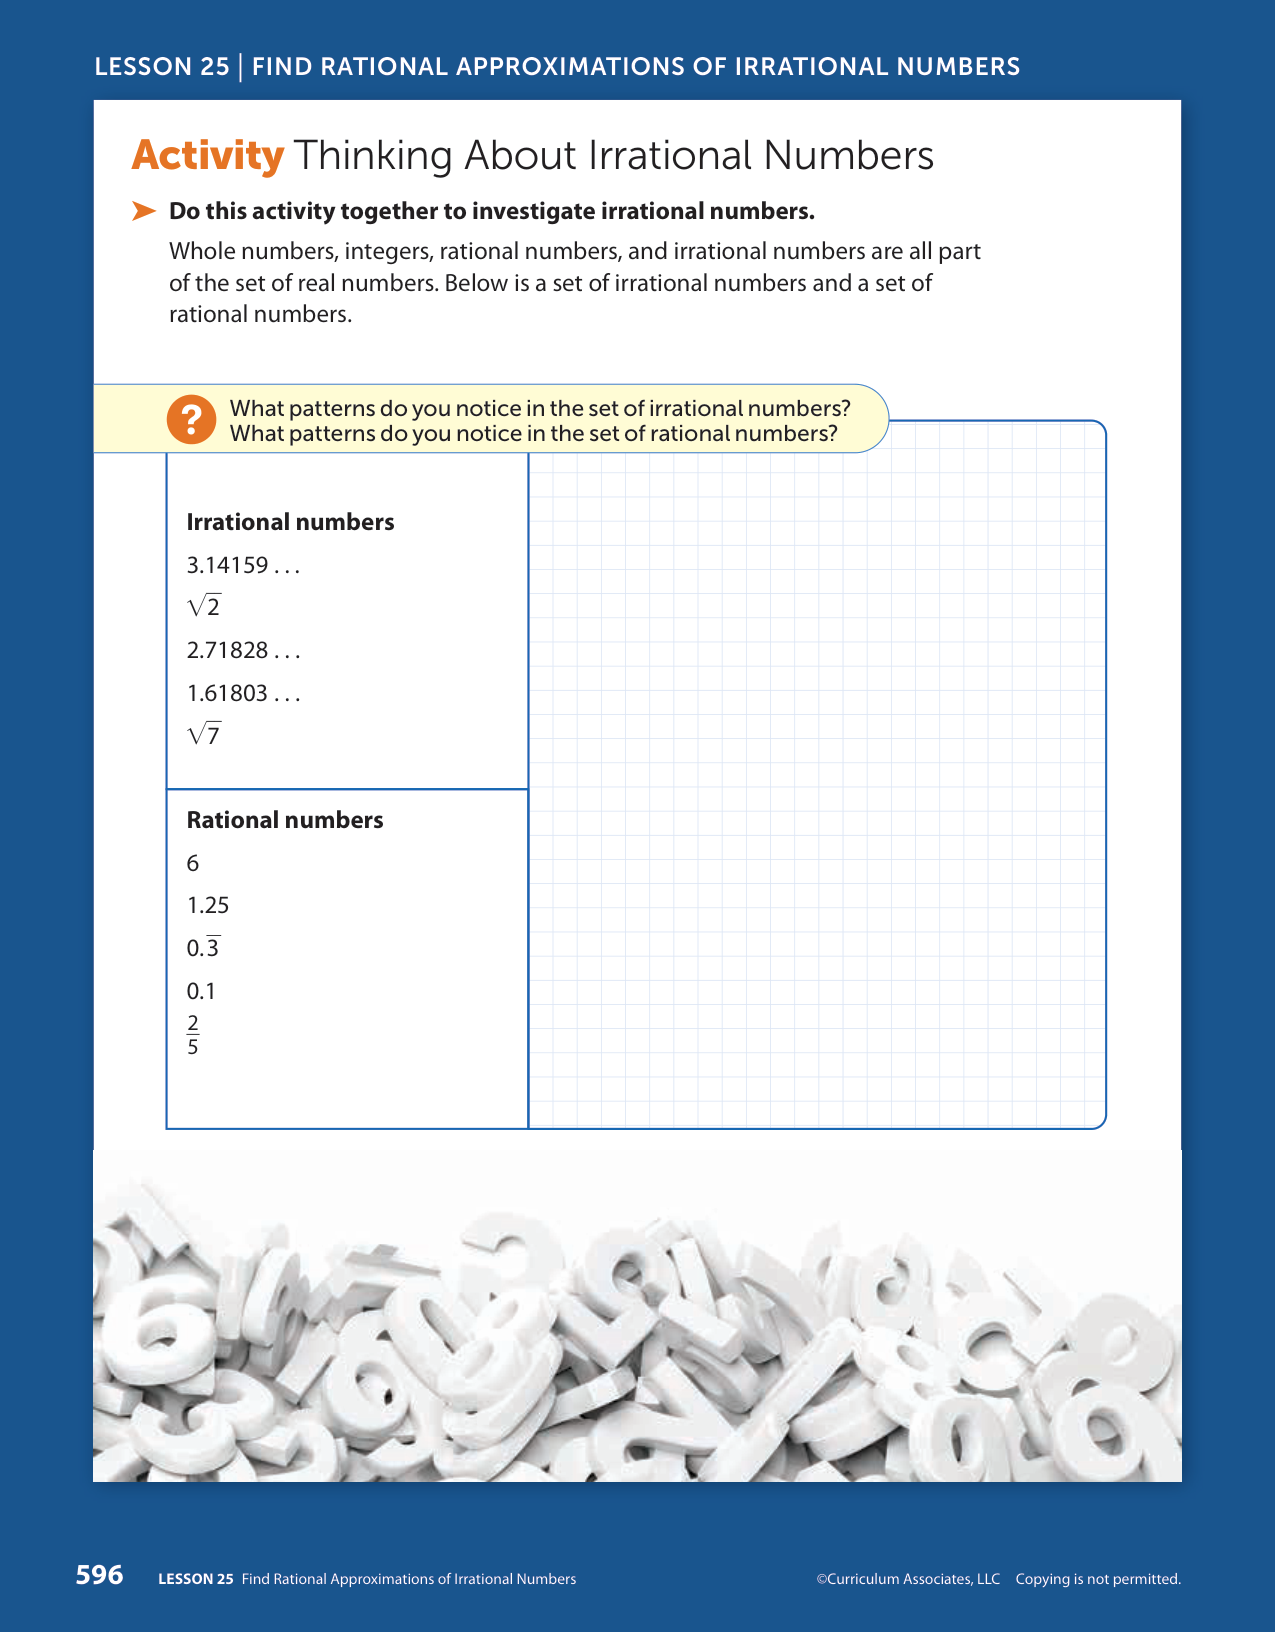 LESSON 25 | FIND RATIONAL APPROXIMATIONS OF IRRATIONAL NUMBERS
Activity Thinking About Irrational Numbers
➤ Do this activity together to investigate irrational numbers.
Whole numbers, integers, rational numbers, and irrational numbers are all part
of the set of real numbers. Below is a set of irrational numbers and a set of
rational numbers.
? What patterns do you notice in the set of irrational numbers?
What patterns do you notice in the set of rational numbers?
Irrational numbers
3.14159 . . .
√2
2.71828 . . .
1.61803 . . .
√7
Rational numbers
6
1.25
0.3̅
0.1
2/5
596 LESSON 25 Find Rational Approximations of Irrational Numbers
©Curriculum Associates, LLC Copying is not permitted.